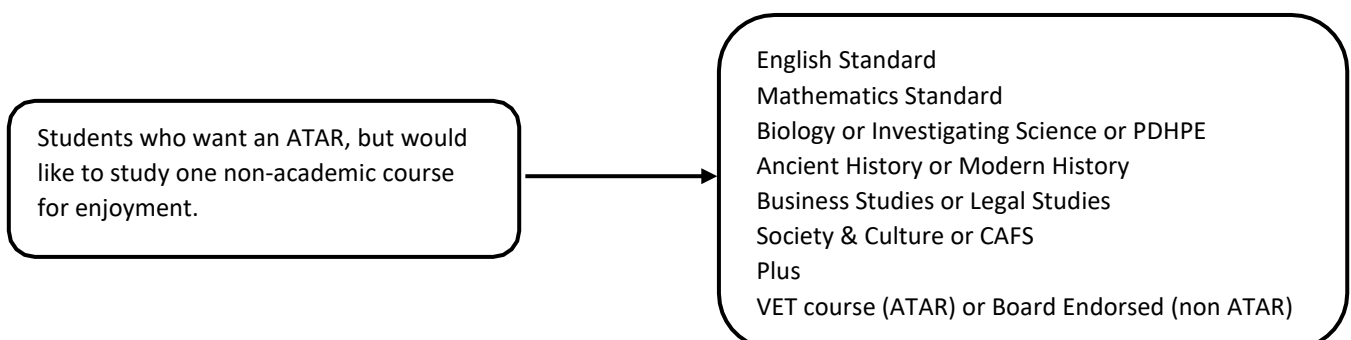 Students who want an ATAR, but would
like to study one non-academic course
for enjoyment.
English Standard
Mathematics Standard
Biology or Investigating Science or PDHPE
Ancient History or Modern History
Business Studies or Legal Studies
Society & Culture or CAFS
Plus
VET course (ATAR) or Board Endorsed (non ATAR)